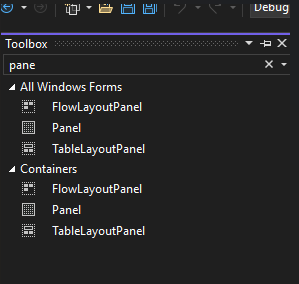 Debug
Toolbox
pane
All Windows Forms
FlowLayoutPanel
Panel
TableLayoutPanel
Containers
FlowLayoutPanel
Panel
TableLayoutPanel